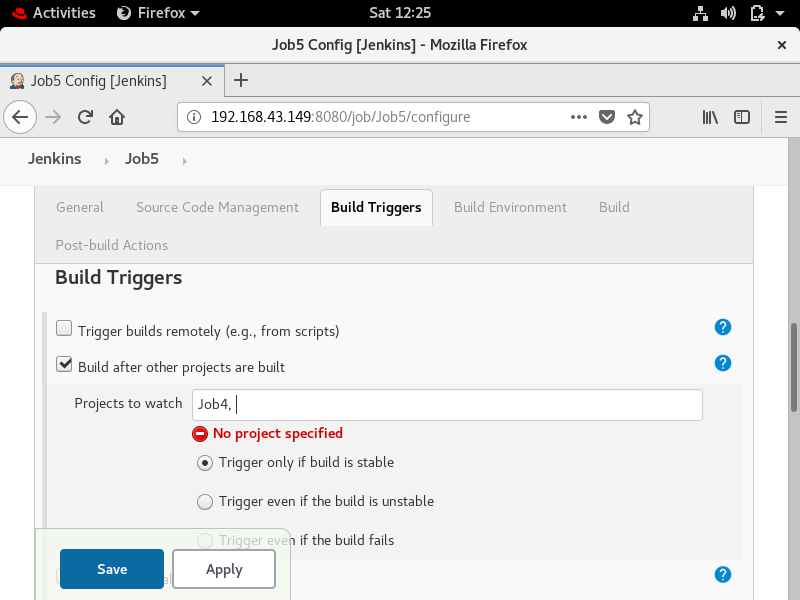 Activities Firefox Sat 12:25
Job5 Config [Jenkins] - Mozilla Firefox
Job5 Config [Jenkins]
192.168.43.149:8080/job/Job5/configure
Jenkins Job5
General Source Code Management Build Triggers Build Environment Build
Post-build Actions
Build Triggers
Trigger builds remotely (e.g., from scripts)
Build after other projects are built
Projects to watch Job4,
No project specified
Trigger only if build is stable
Trigger even if the build is unstable
Trigger even if the build fails
Save Apply